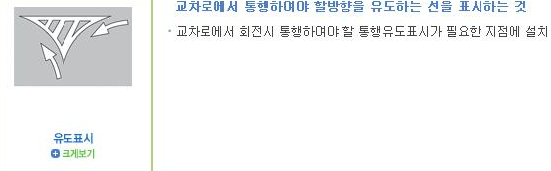 교차로에서 통행하여야 할방향을 유도하는 선을 표시하는 것
· 교차로에서 회전시 통행하여야 할 통행유도표시가 필요한 지점에 설치
유도표시
크게보기